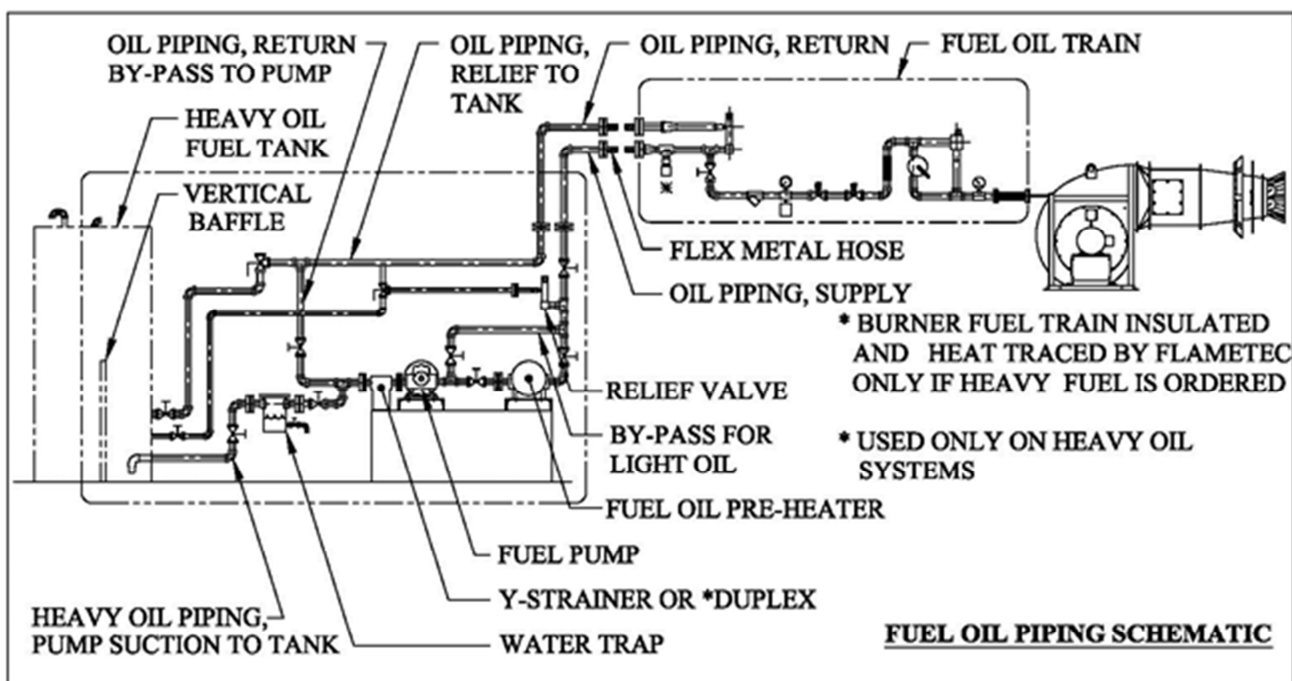 OIL PIPING, RETURN
BY-PASS TO PUMP
OIL PIPING,
RELIEF TO
TANK
OIL PIPING, RETURN
FUEL OIL TRAIN
HEAVY OIL
FUEL TANK
VERTICAL
BAFFLE
FLEX METAL HOSE
OIL PIPING, SUPPLY
* BURNER FUEL TRAIN INSULATED
AND HEAT TRACED BY FLAMETEC
ONLY IF HEAVY FUEL IS ORDERED
RELIEF VALVE
BY-PASS FOR
LIGHT OIL
* USED ONLY ON HEAVY OIL
SYSTEMS
FUEL OIL PRE-HEATER
FUEL PUMP
Y-STRAINER OR *DUPLEX
HEAVY OIL PIPING,
PUMP SUCTION TO TANK
WATER TRAP
FUEL OIL PIPING SCHEMATIC